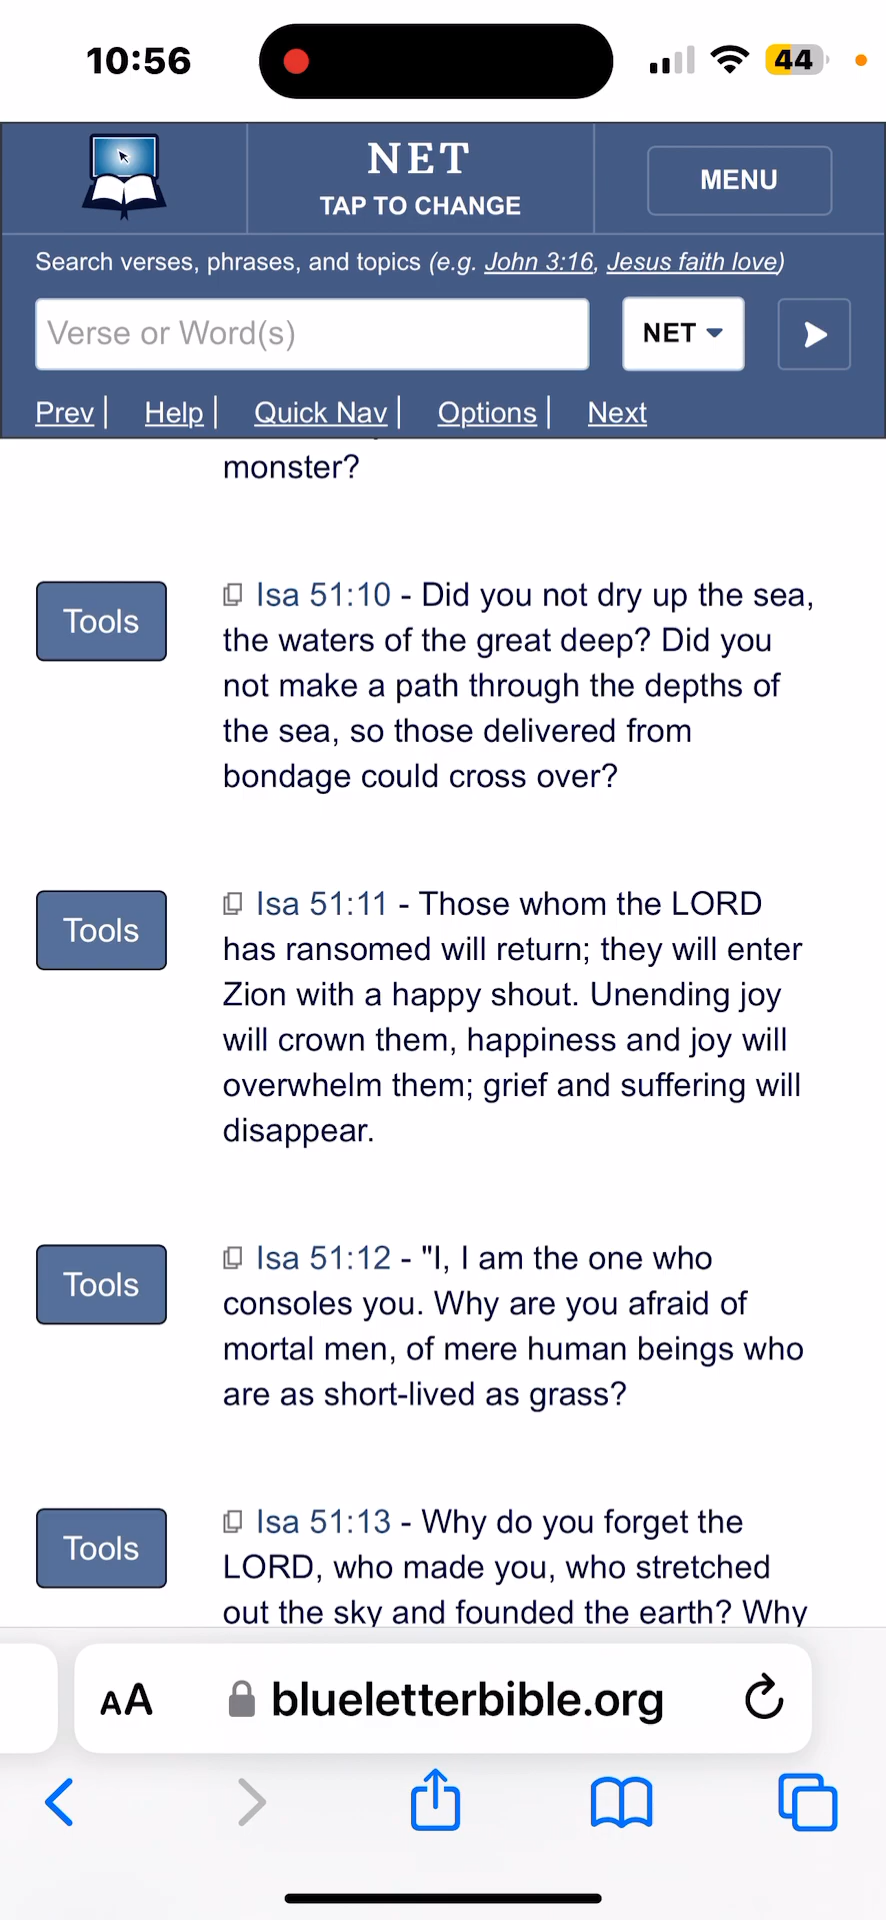 10:56
44
NET
TAP TO CHANGE
MENU
Search verses, phrases, and topics (e.g. John 3:16, Jesus faith love)
Verse or Word(s)
NET
Prev | Help | Quick Nav | Options | Next
monster?
Tools
Isa 51:10 - Did you not dry up the sea,
the waters of the great deep? Did you
not make a path through the depths of
the sea, so those delivered from
bondage could cross over?
Tools
Isa 51:11 - Those whom the LORD
has ransomed will return; they will enter
Zion with a happy shout. Unending joy
will crown them, happiness and joy will
overwhelm them; grief and suffering will
disappear.
Tools
Isa 51:12 - "I, I am the one who
consoles you. Why are you afraid of
mortal men, of mere human beings who
are as short-lived as grass?
Tools
Isa 51:13 - Why do you forget the
LORD, who made you, who stretched
out the sky and founded the earth? Why
AA blueletterbible.org